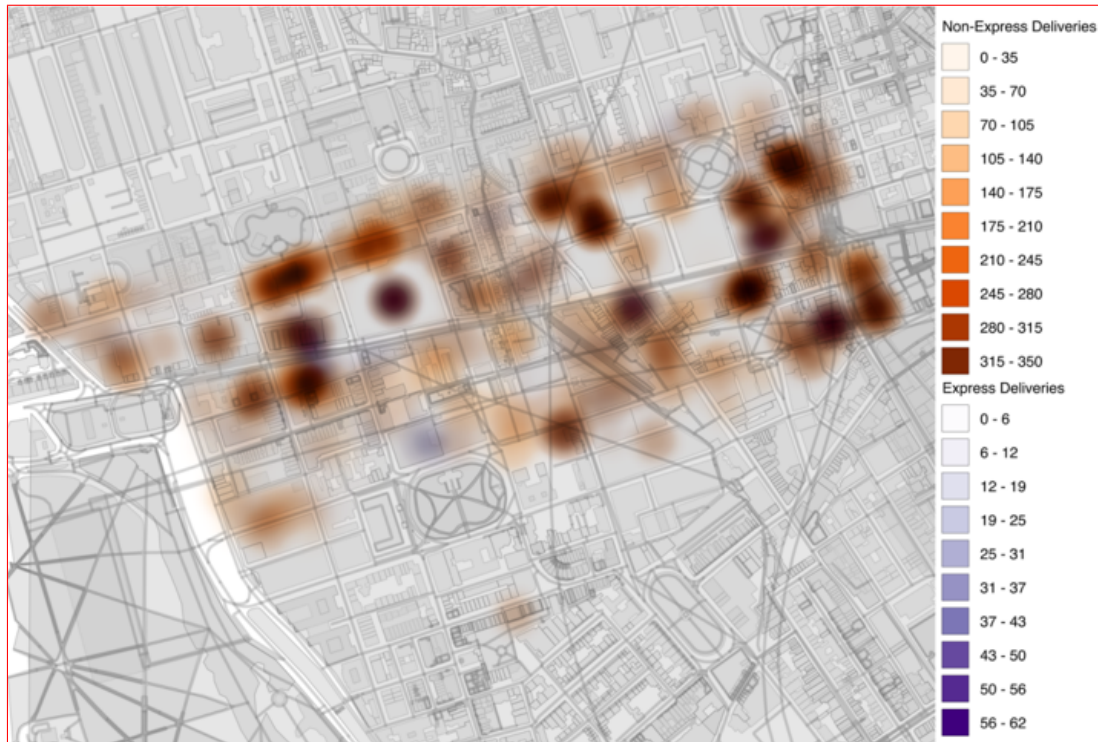 Non-Express Deliveries
0 - 35
35 - 70
70 - 105
105 - 140
140 - 175
175 - 210
210 - 245
245 - 280
280 - 315
315 - 350
Express Deliveries
0 - 6
6 - 12
12 - 19
19 - 25
25 - 31
31 - 37
37 - 43
43 - 50
50 - 56
56 - 62